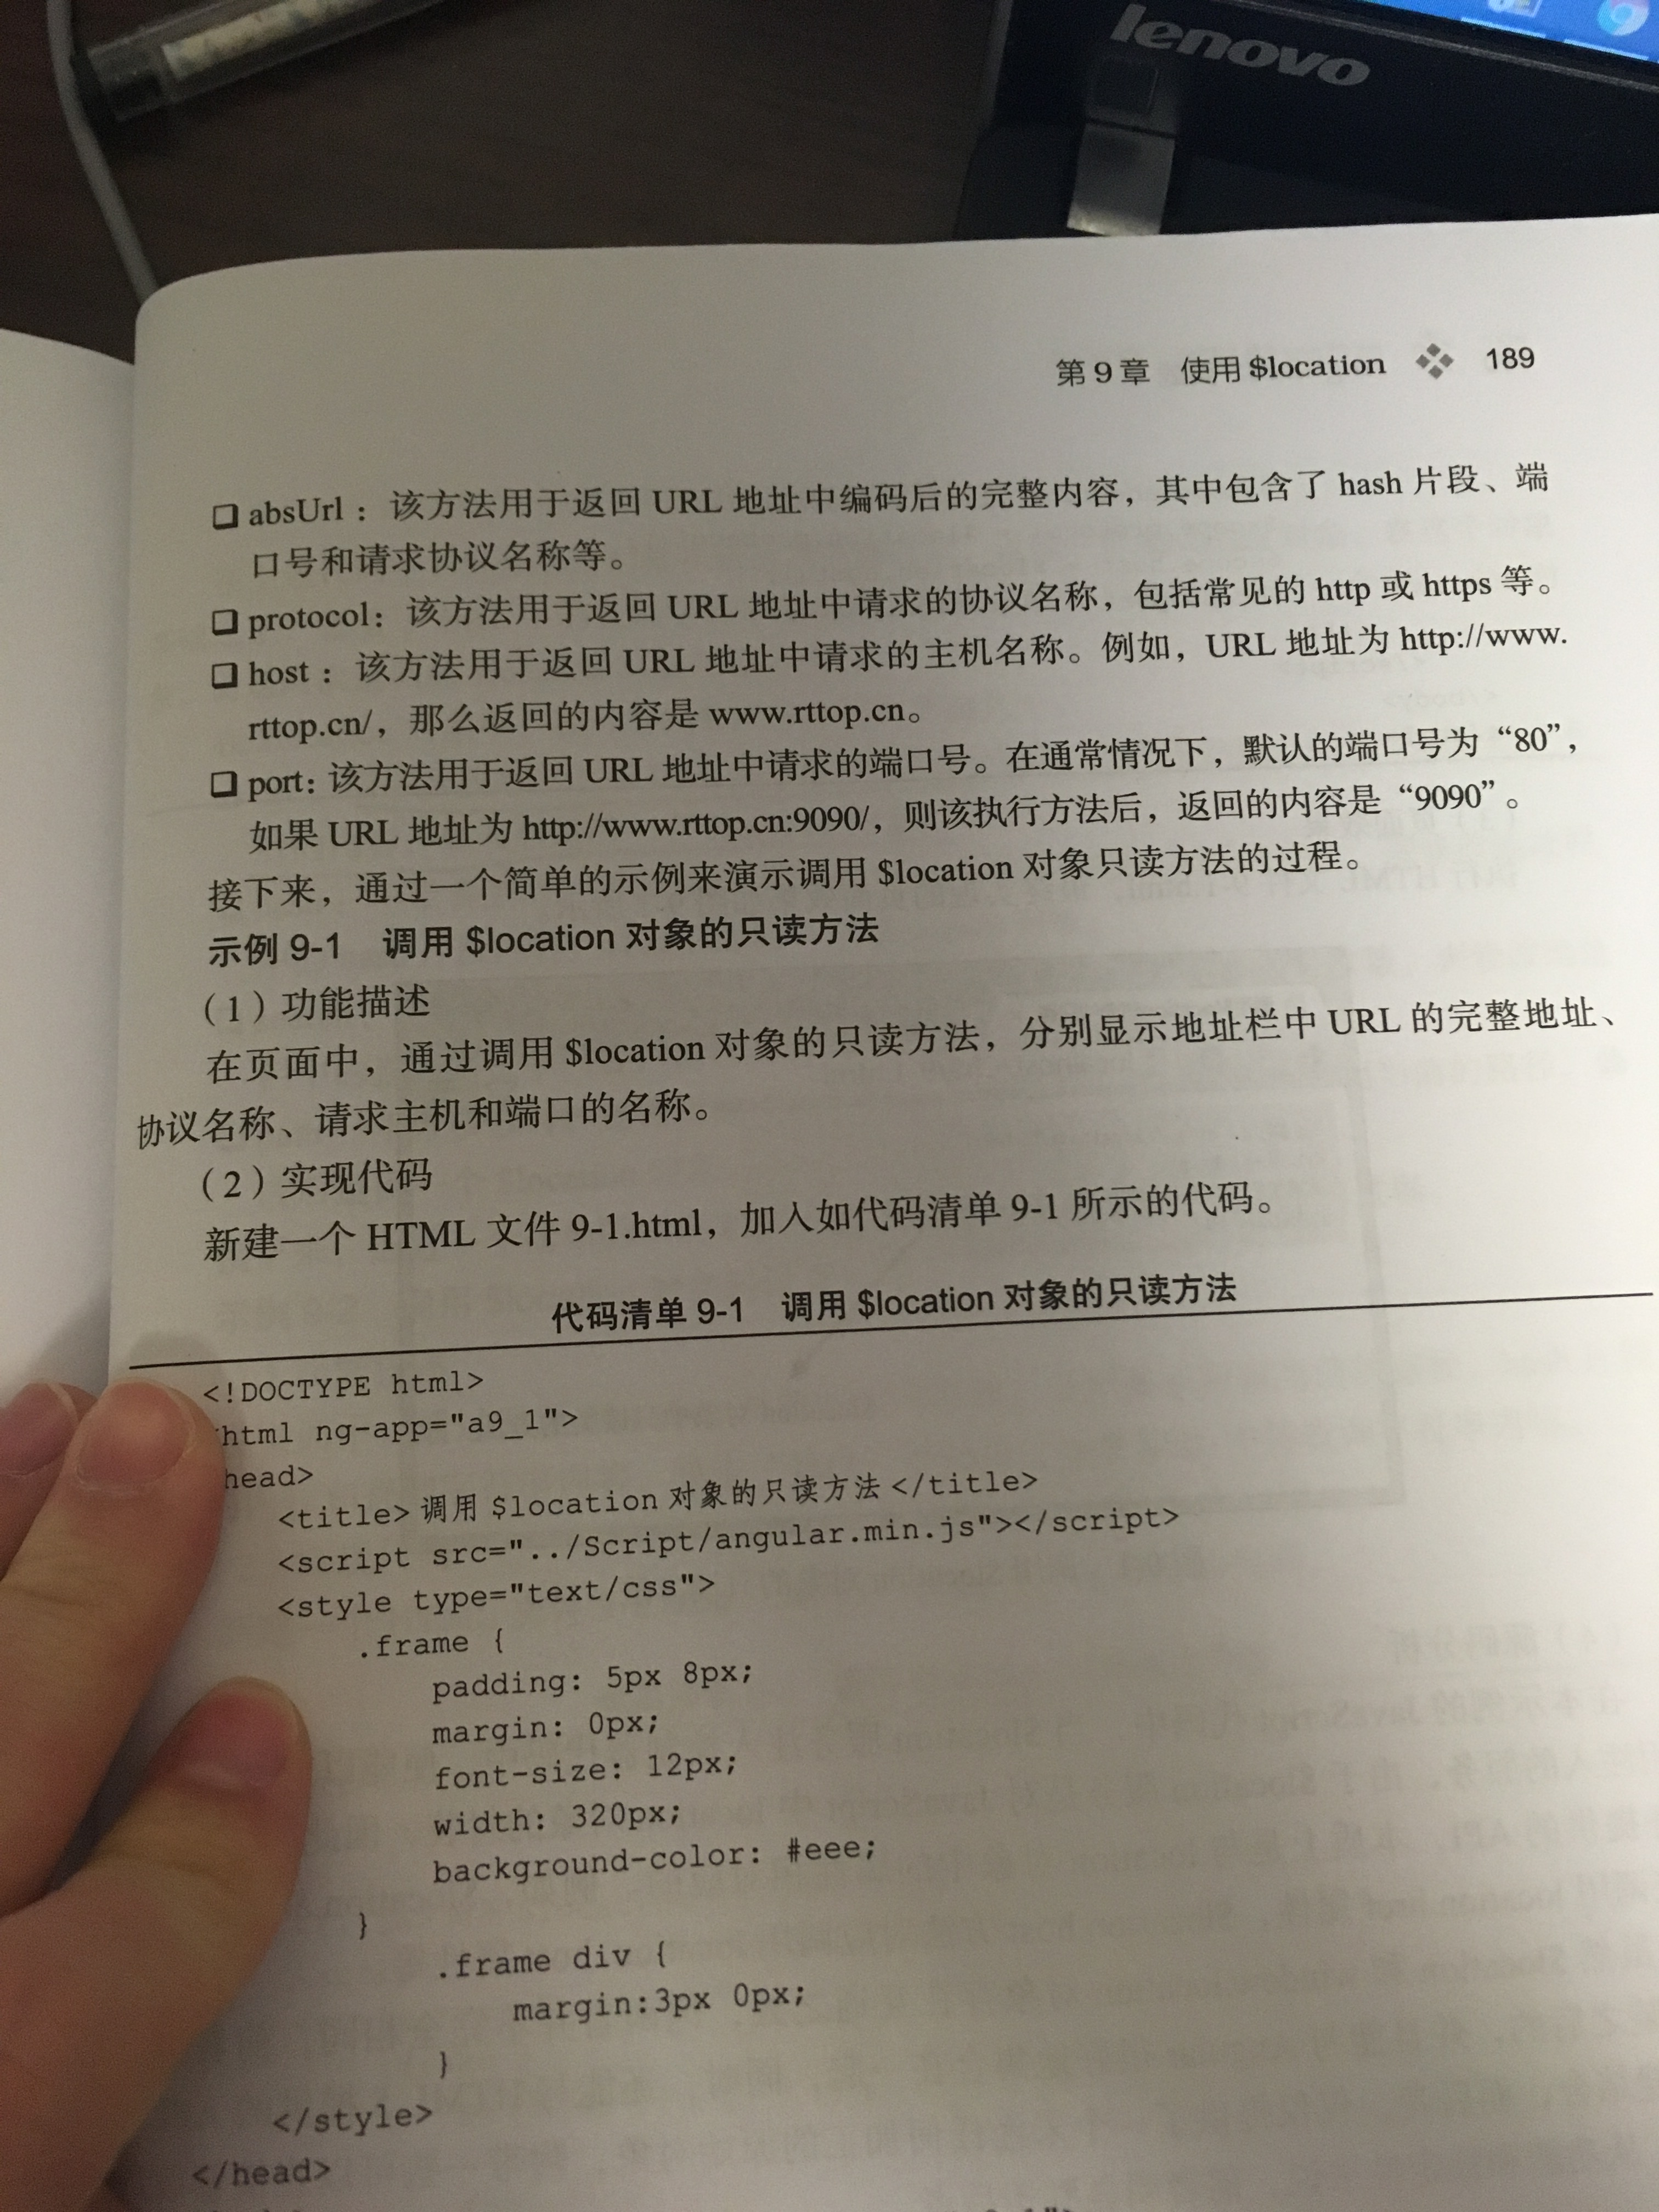 lenovo
第 9 章 使用 $location 189
❑ absUrl ：该方法用于返回 URL 地址中编码后的完整内容，其中包含了 hash 片段、端
口号和请求协议名称等。
❑ protocol：该方法用于返回 URL 地址中请求的协议名称，包括常见的 http 或 https 等。
❑ host ：该方法用于返回 URL 地址中请求的主机名称。例如，URL 地址为 http://www.
rttop.cn/，那么返回的内容是 www.rttop.cn。
❑ port：该方法用于返回 URL 地址中请求的端口号。在通常情况下，默认的端口号为“80”，
如果 URL 地址为 http://www.rttop.cn:9090/，则该执行方法后，返回的内容是“9090”。
接下来，通过一个简单的示例来演示调用 $location 对象只读方法的过程。
示例 9-1 调用 $location 对象的只读方法
（1）功能描述
在页面中，通过调用 $location 对象的只读方法，分别显示地址栏中 URL 的完整地址、
协议名称、请求主机和端口的名称。
（2）实现代码
新建一个 HTML 文件 9-1.html，加入如代码清单 9-1 所示的代码。
代码清单 9-1 调用 $location 对象的只读方法
<!DOCTYPE html>
html ng-app="a9_1">
head>
<title> 调用 $location 对象的只读方法 </title>
<script src="../Script/angular.min.js"></script>
<style type="text/css">
.frame {
padding: 5px 8px;
margin: 0px;
font-size: 12px;
width: 320px;
background-color: #eee;
}
.frame div {
margin:3px 0px;
}
</style>
</head>